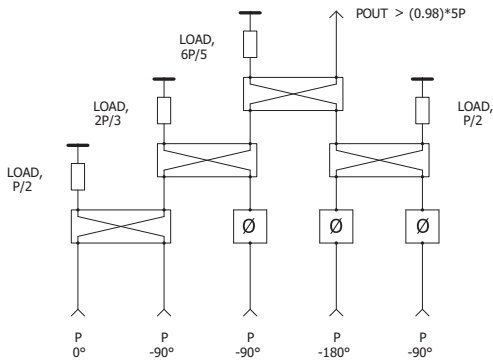 POUT > (0.98)*5P
LOAD,
6P/5
LOAD,
2P/3
LOAD,
P/2
LOAD,
P/2
Ø
Ø
Ø
P
0°
P
-90°
P
-90°
P
-180°
P
-90°